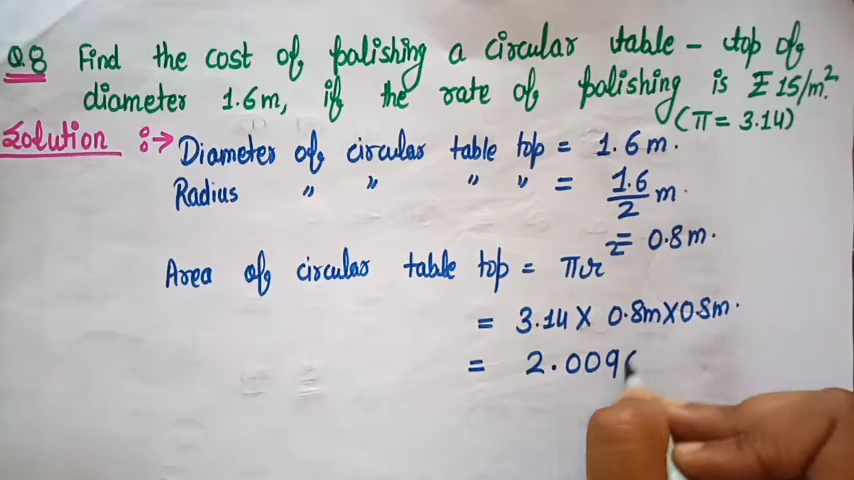 Q.8 Find the cost of polishing a circular table - top of
diameter 1.6m, if the rate of polishing is ₹15/m².
(π = 3.14)
Solution :→ Diameter of circular table top = 1.6 m.
Radius " " " " = 1.6/2 m.
= 0.8 m.
Area of circular table top = πr²
= 3.14 X 0.8m X 0.8m.
= 2.0096